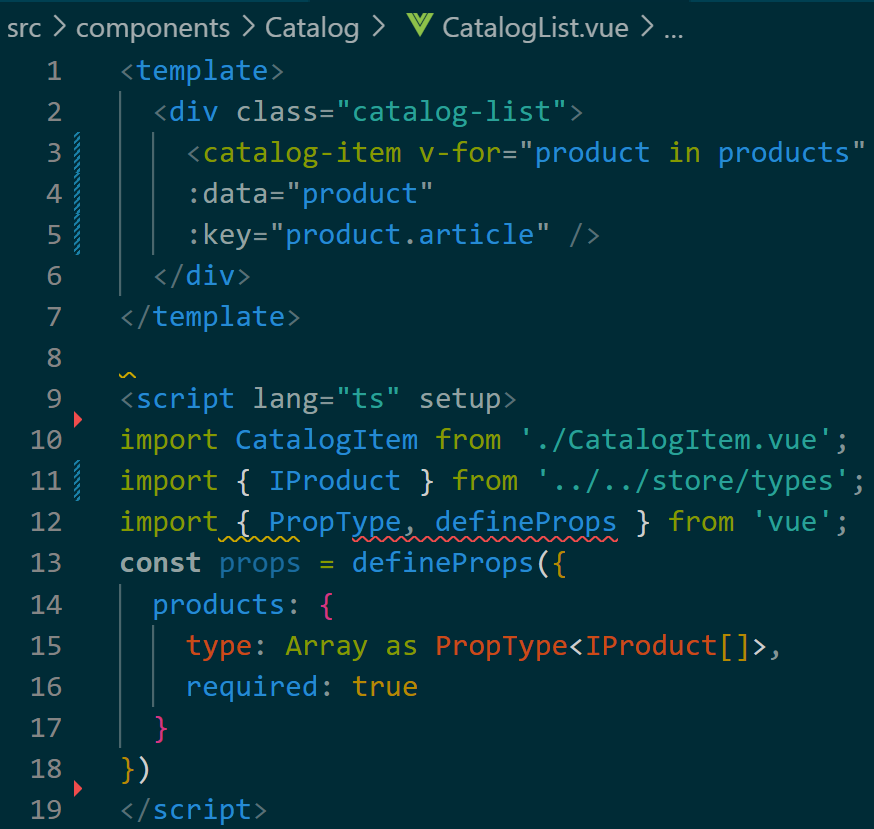 src > components > Catalog > CatalogList.vue > ...
1 <template>
2 <div class="catalog-list">
3 <catalog-item v-for="product in products"
4 :data="product"
5 :key="product.article" />
6 </div>
7 </template>
8
9 <script lang="ts" setup>
10 import CatalogItem from './CatalogItem.vue';
11 import { IProduct } from '../../store/types';
12 import { PropType, defineProps } from 'vue';
13 const props = defineProps({
14 products: {
15 type: Array as PropType<IProduct[]>,
16 required: true
17 }
18 })
19 </script>